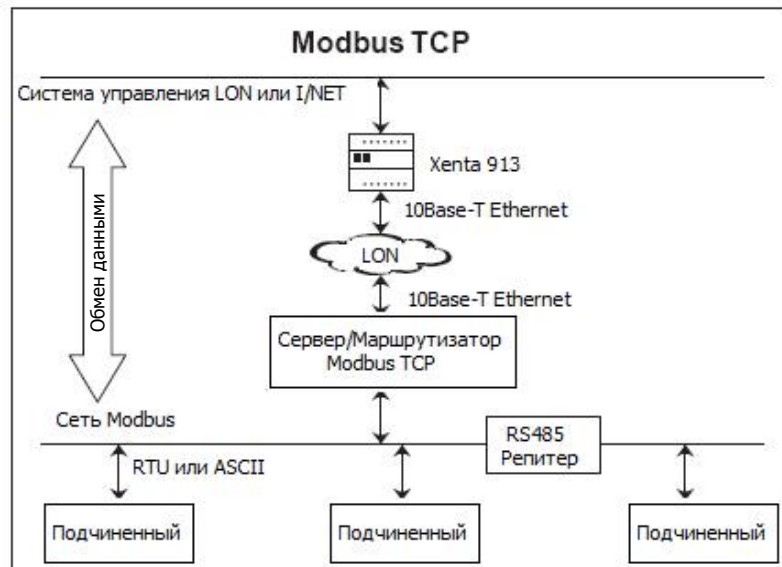 Modbus TCP
Система управления LON или I/NET
Xenta 913
10Base-T Ethernet
LON
10Base-T Ethernet
Обмен данными
Сервер/Маршрутизатор
Modbus TCP
Сеть Modbus
RS485
Репитер
RTU или ASCII
Подчиненный
Подчиненный
Подчиненный